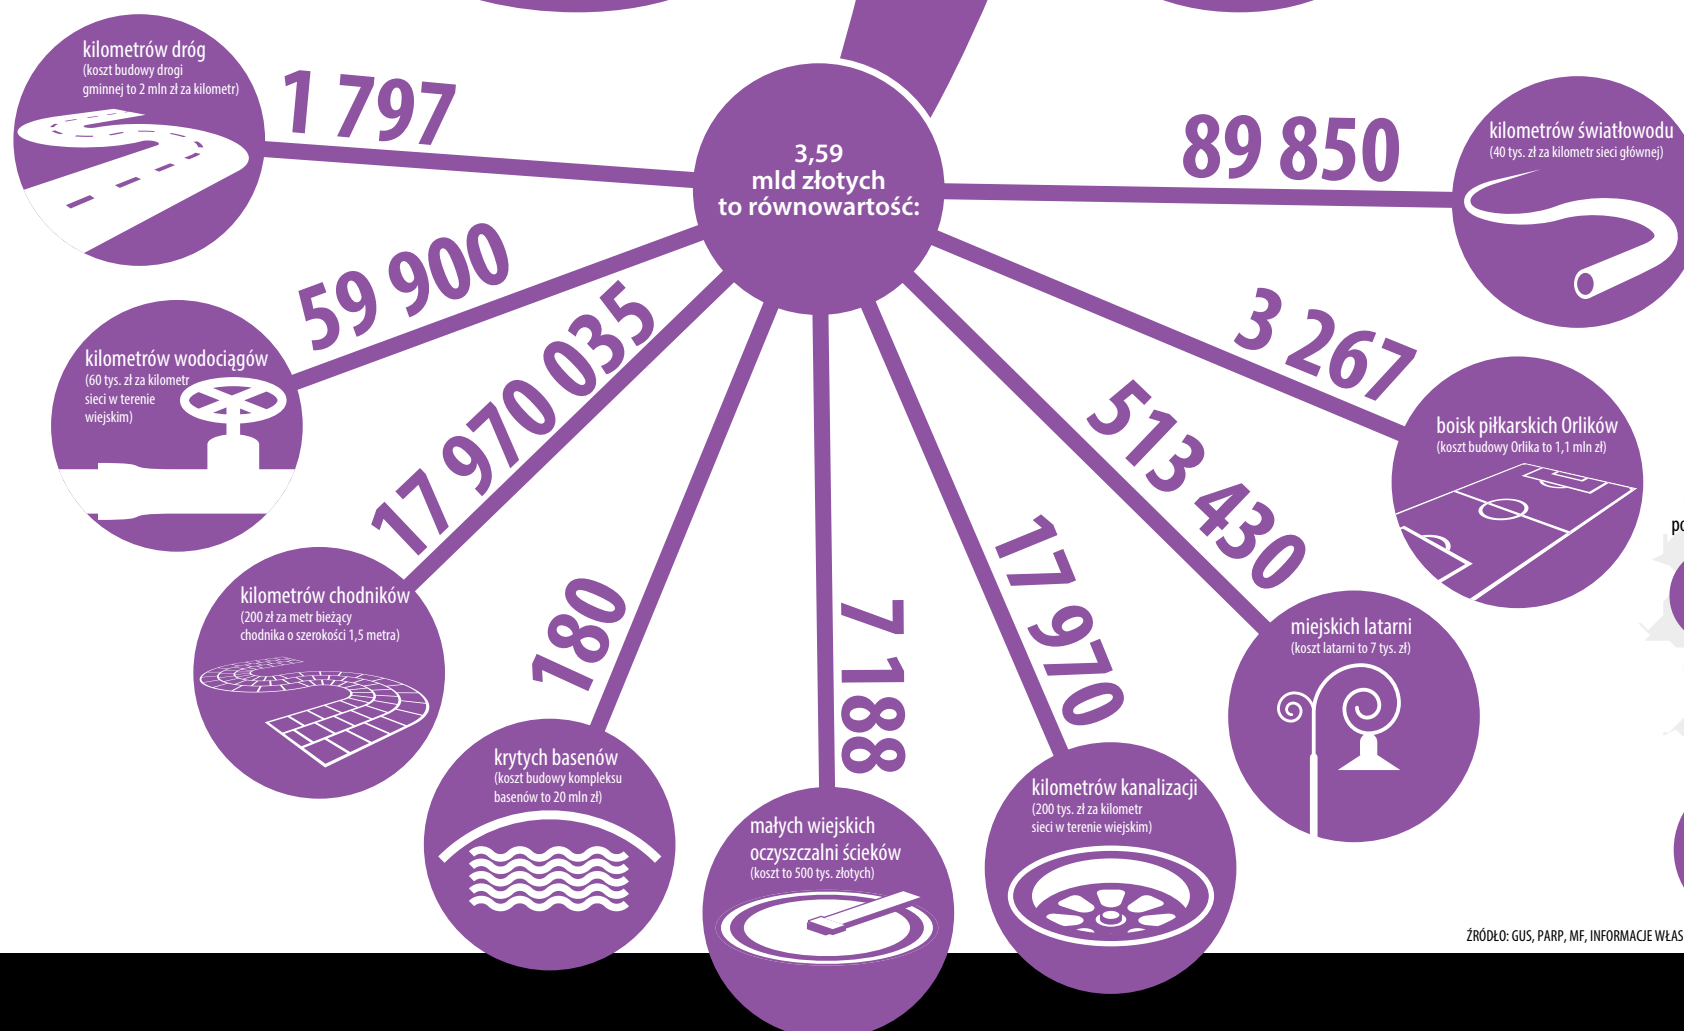 3,59
mld złotych
to równowartość:
1 797
kilometrów dróg
(koszt budowy drogi
gminnej to 2 mln zł za kilometr)
59 900
kilometrów wodociągów
(60 tys. zł za kilometr
sieci w terenie
wiejskim)
17 970 035
kilometrów chodników
(200 zł za metr bieżący
chodnika o szerokości 1,5 metra)
180
krytych basenów
(koszt budowy kompleksu
basenów to 20 mln zł)
7 188
małych wiejskich
oczyszczalni ścieków
(koszt to 500 tys. złotych)
17 970
kilometrów kanalizacji
(200 tys. zł za kilometr
sieci w terenie wiejskim)
513 430
miejskich latarni
(koszt latarni to 7 tys. zł)
3 267
boisk piłkarskich Orlików
(koszt budowy Orlika to 1,1 mln zł)
89 850
kilometrów światłowodu
(40 tys. zł za kilometr sieci głównej)
ŹRÓDŁO: GUS, PARP, MF, INFORMACJE WŁAS